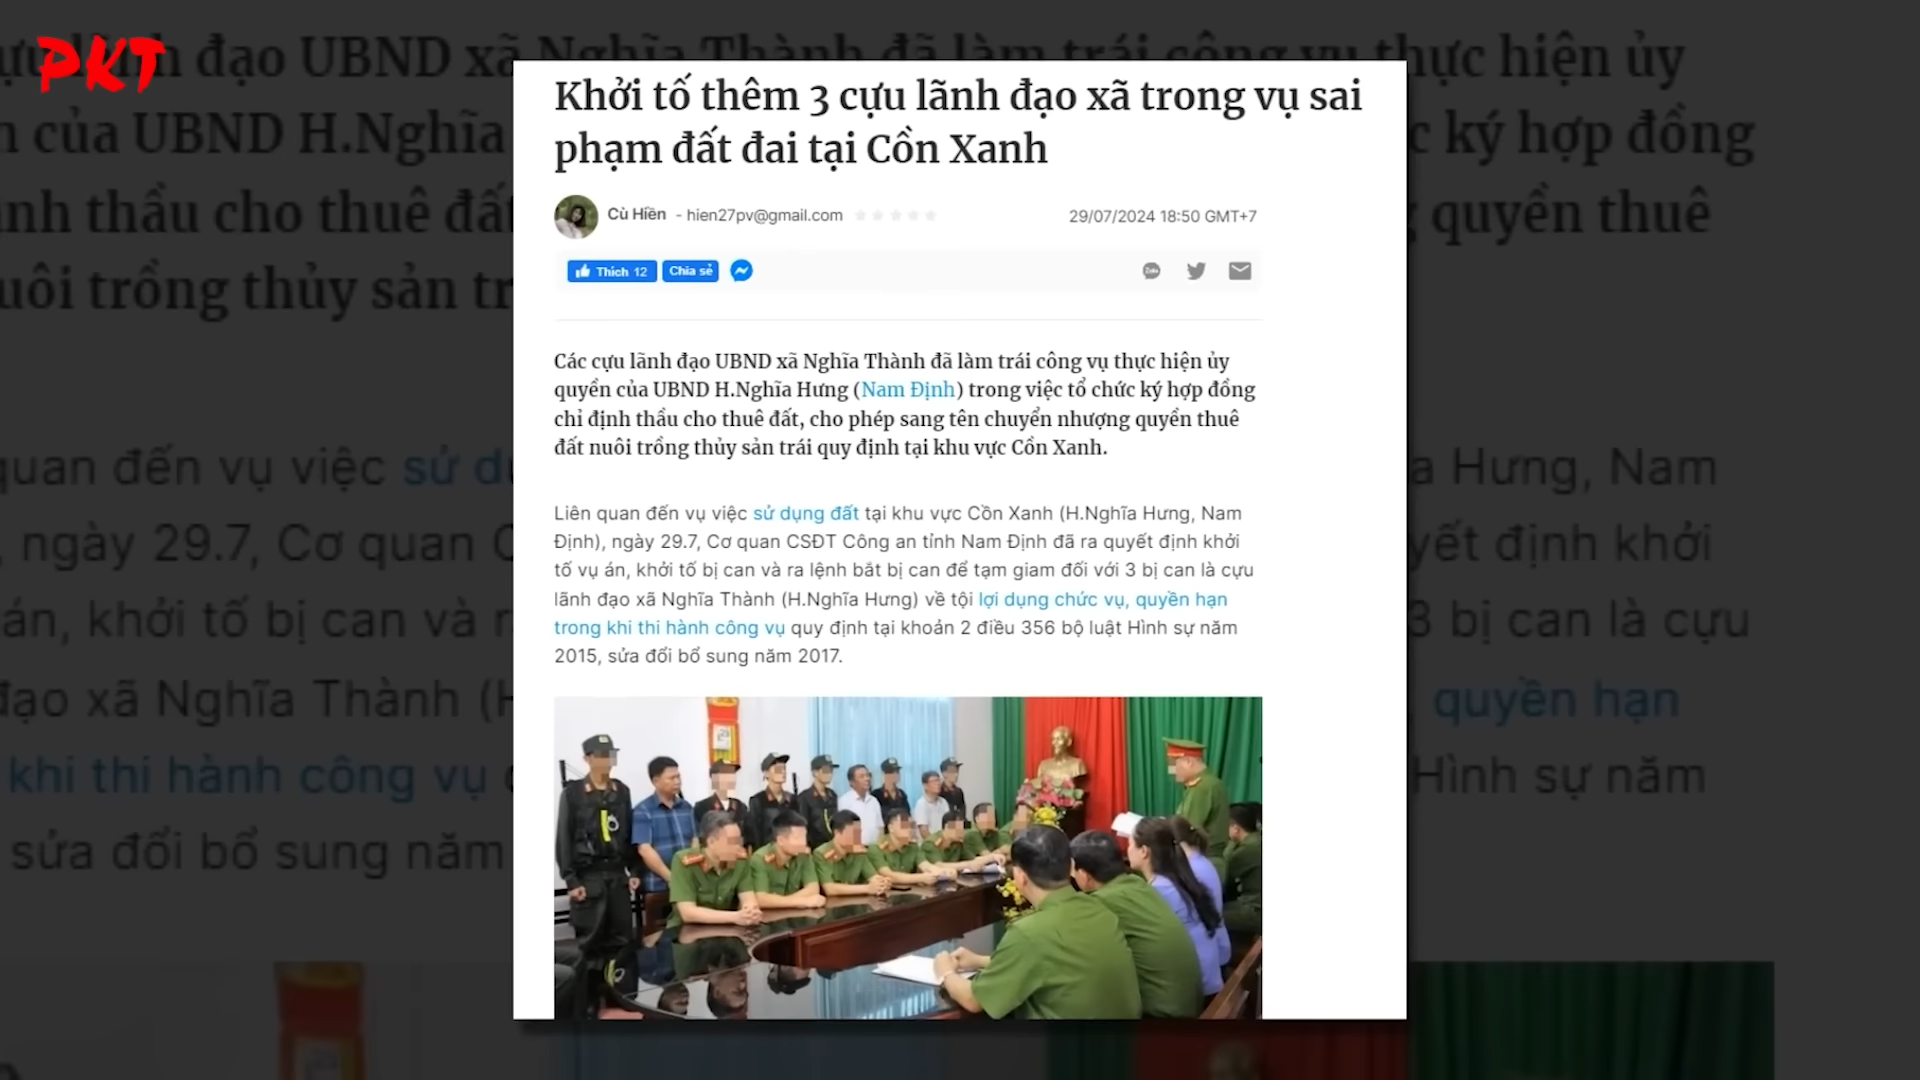 PKT
Khởi tố thêm 3 cựu lãnh đạo xã trong vụ sai
phạm đất đai tại Cồn Xanh
Cù Hiền - hien27pv@gmail.com
29/07/2024 18:50 GMT+7
Thích 12 Chia sẻ
Các cựu lãnh đạo UBND xã Nghĩa Thành đã làm trái công vụ thực hiện ủy
quyền của UBND H.Nghĩa Hưng (Nam Định) trong việc tổ chức ký hợp đồng
chỉ định thầu cho thuê đất, cho phép sang tên chuyển nhượng quyền thuê
đất nuôi trồng thủy sản trái quy định tại khu vực Cồn Xanh.
Liên quan đến vụ việc sử dụng đất tại khu vực Cồn Xanh (H.Nghĩa Hưng, Nam
Định), ngày 29.7, Cơ quan CSĐT Công an tỉnh Nam Định đã ra quyết định khởi
tố vụ án, khởi tố bị can và ra lệnh bắt bị can để tạm giam đối với 3 bị can là cựu
lãnh đạo xã Nghĩa Thành (H.Nghĩa Hưng) về tội lợi dụng chức vụ, quyền hạn
trong khi thi hành công vụ quy định tại khoản 2 điều 356 bộ luật Hình sự năm
2015, sửa đổi bổ sung năm 2017.